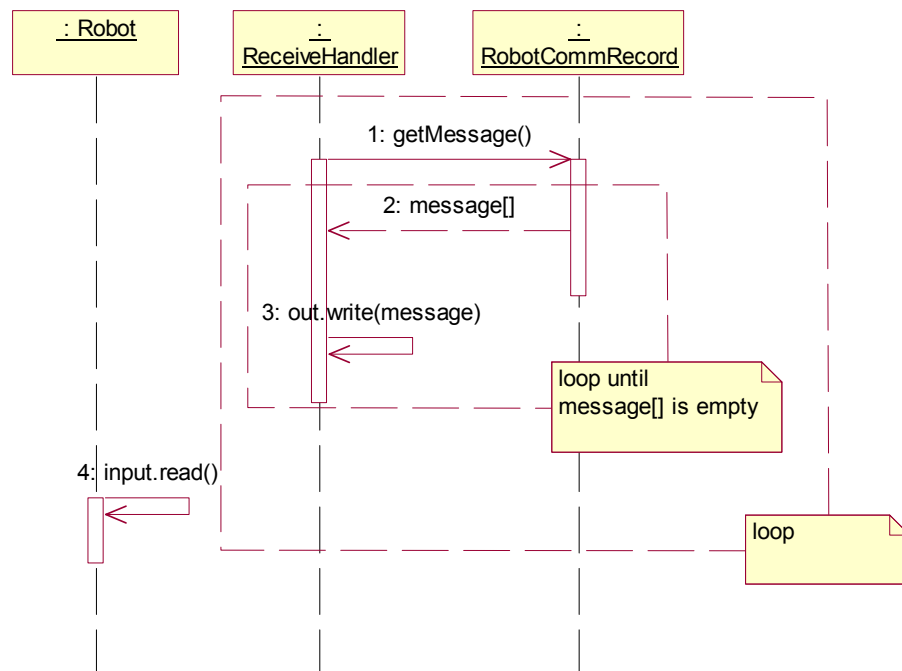 : Robot
:
ReceiveHandler
:
RobotCommRecord
1: getMessage()
2: message[]
3: out.write(message)
loop until
message[] is empty
4: input.read()
loop